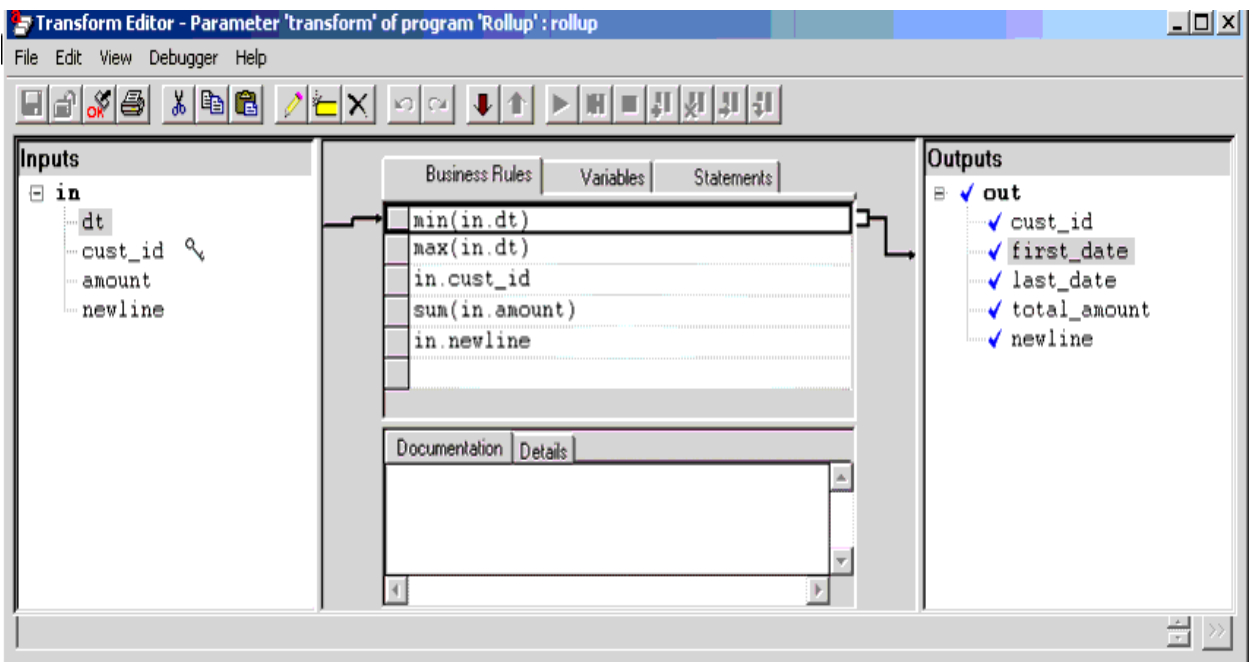 Transform Editor - Parameter 'transform' of program 'Rollup' : rollup
File Edit View Debugger Help
OK
Inputs
in
dt
cust_id
amount
newline
Business Rules Variables Statements
min(in.dt)
max(in.dt)
in.cust_id
sum(in.amount)
in.newline
Documentation Details
Outputs
out
cust_id
first_date
last_date
total_amount
newline